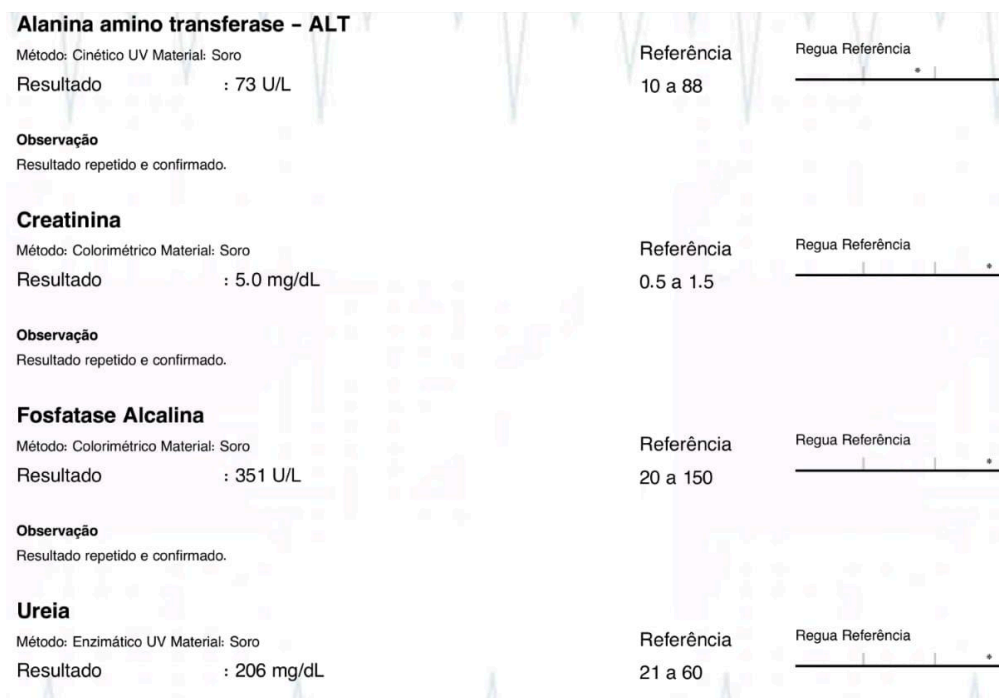 Alanina amino transferase – ALT
Método: Cinético UV Material: Soro
Referência
Regua Referência
Resultado : 73 U/L
10 a 88
*
Observação
Resultado repetido e confirmado.
Creatinina
Método: Colorimétrico Material: Soro
Referência
Regua Referência
Resultado : 5.0 mg/dL
0.5 a 1.5
*
Observação
Resultado repetido e confirmado.
Fosfatase Alcalina
Método: Colorimétrico Material: Soro
Referência
Regua Referência
Resultado : 351 U/L
20 a 150
*
Observação
Resultado repetido e confirmado.
Ureia
Método: Enzimático UV Material: Soro
Referência
Regua Referência
Resultado : 206 mg/dL
21 a 60
*